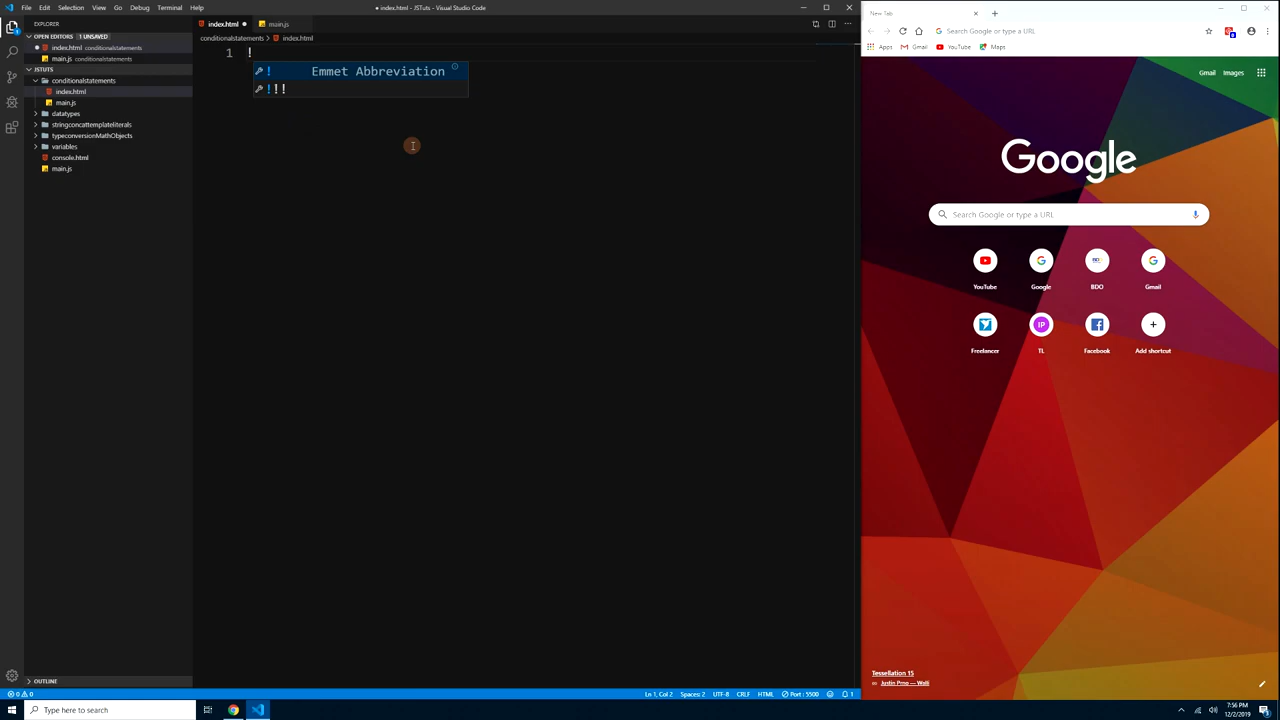 File Edit Selection View Go Debug Terminal Help
● index.html - JSTuts - Visual Studio Code
EXPLORER
OPEN EDITORS 1 UNSAVED
index.html conditionalstatements
main.js conditionalstatements
JSTUTS
conditionalstatements
index.html
main.js
datatypes
stringconcattemplateliterals
typeconversionMathObjects
variables
console.html
main.js
OUTLINE
index.html
main.js
conditionalstatements > index.html
1 !
! Emmet Abbreviation
!!!
0 0
Ln 1, Col 2 Spaces: 2 UTF-8 CRLF HTML Port : 5500 1
New Tab
Search Google or type a URL
Apps Gmail YouTube Maps
Gmail Images
Google
Search Google or type a URL
YouTube Google BDO Gmail
IP
Freelancer TL Facebook Add shortcut
Tessellation 15
Justin Prno — Walli
Type here to search
7:56 PM
12/2/2019